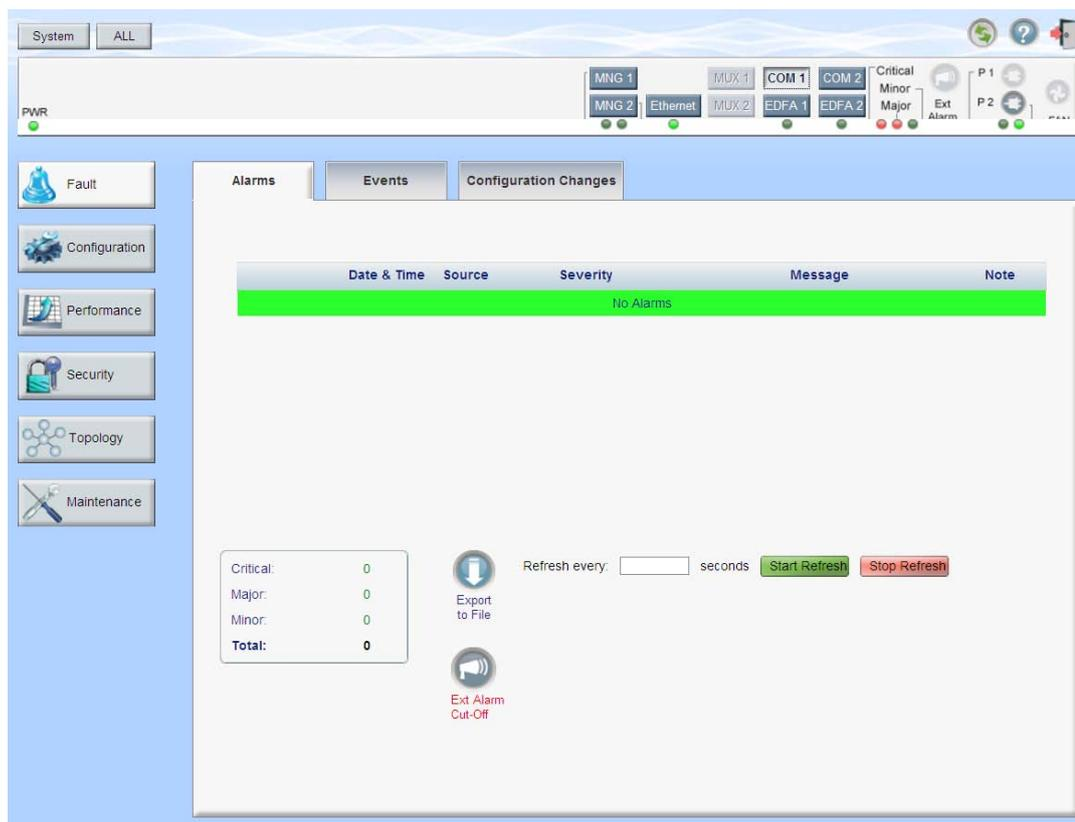 System ALL
Critical
Minor
Major
MNG 1 MUX 1 COM 1 COM 2 P 1
MNG 2 Ethernet MUX 2 EDFA 1 EDFA 2 Ext Alarm P 2
PWR
Fault
Configuration
Performance
Security
Topology
Maintenance
Alarms Events Configuration Changes
Date & Time Source Severity Message Note
No Alarms
Critical: 0
Major: 0
Minor: 0
Total: 0
Export
to File
Ext Alarm
Cut-Off
Refresh every: seconds Start Refresh Stop Refresh